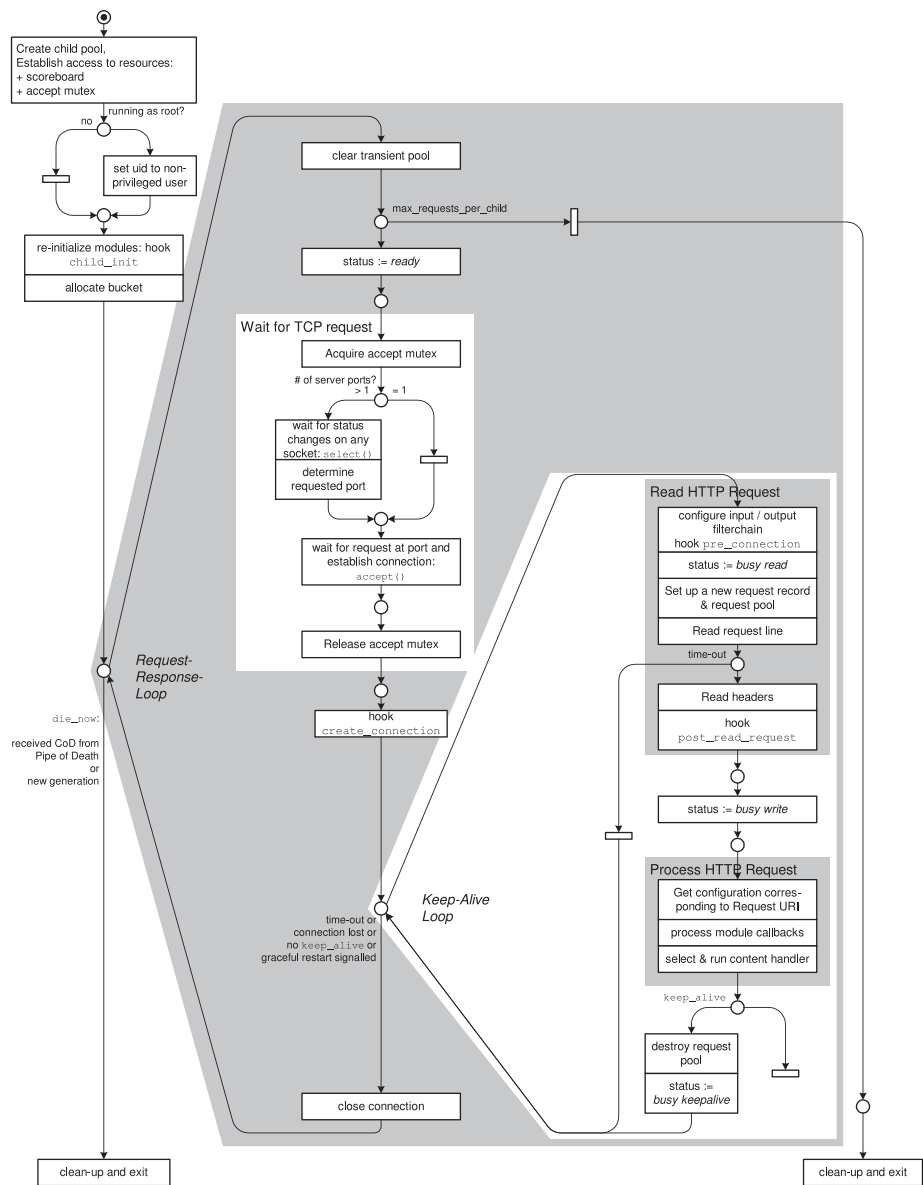 Create child pool,
Establish access to resources:
+ scoreboard
+ accept mutex
running as root?
no
set uid to non-
privileged user
re-initialize modules: hook
child_init
allocate bucket
clear transient pool
max_requests_per_child
status := ready
Wait for TCP request
Acquire accept mutex
# of server ports?
> 1
= 1
wait for status
changes on any
socket: select()
determine
requested port
wait for request at port and
establish connection:
accept()
Release accept mutex
hook
create_connection
Request-
Response-
Loop
die_now:
received CoD from
Pipe of Death
or
new generation
Read HTTP Request
configure input / output
filterchain
hook pre_connection
status := busy read
Set up a new request record
& request pool
Read request line
time-out
Read headers
hook
post_read_request
status := busy write
Process HTTP Request
Get configuration corres-
ponding to Request URI
process module callbacks
select & run content handler
keep_alive
destroy request
pool
status :=
busy keepalive
Keep-Alive
Loop
time-out or
connection lost or
no keep_alive or
graceful restart signalled
close connection
clean-up and exit
clean-up and exit